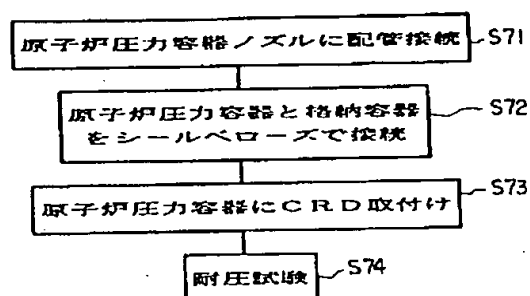 原子炉圧力容器ノズルに配管接続 S71
原子炉圧力容器と格納容器 S72
をシールベローズで接続
原子炉圧力容器にCRD取付け S73
耐圧試験 S74